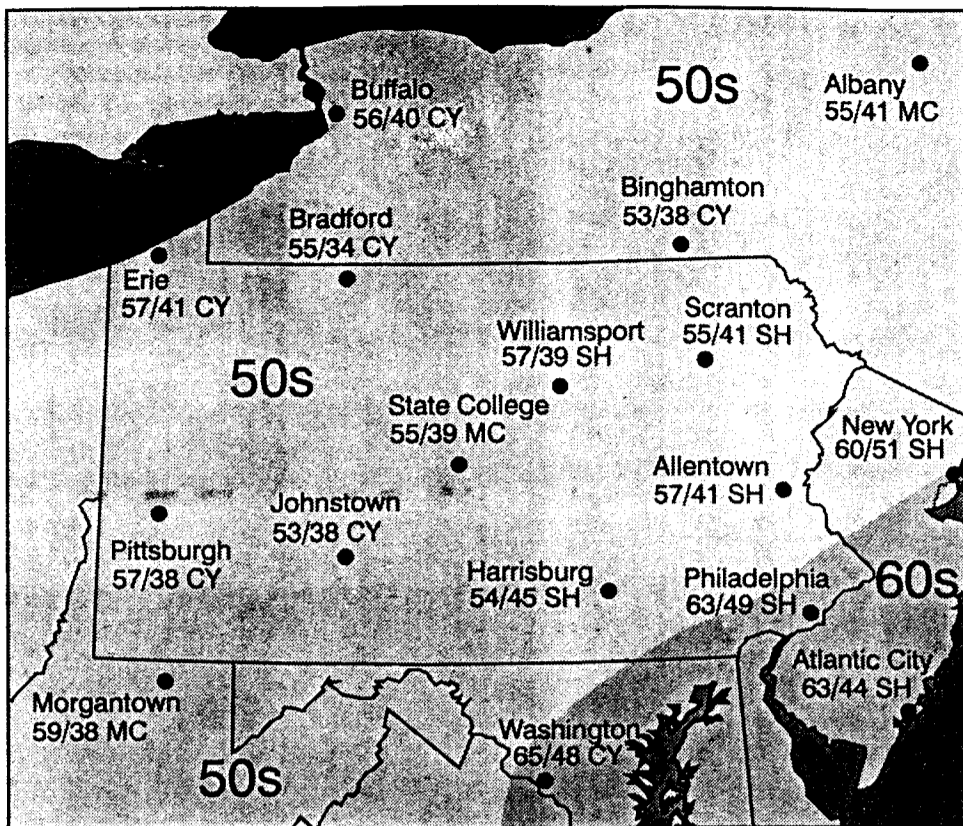 Buffalo
56/40 CY
50s
Albany
55/41 MC
Binghamton
53/38 CY
Bradford
55/34 CY
Erie
57/41 CY
Scranton
55/41 SH
Williamsport
57/39 SH
50s
State College
55/39 MC
New York
60/51 SH
Allentown
57/41 SH
Johnstown
53/38 CY
Pittsburgh
57/38 CY
Harrisburg
54/45 SH
Philadelphia
63/49 SH
60s
Atlantic City
63/44 SH
Morgantown
59/38 MC
Washington
65/48 CY
50s